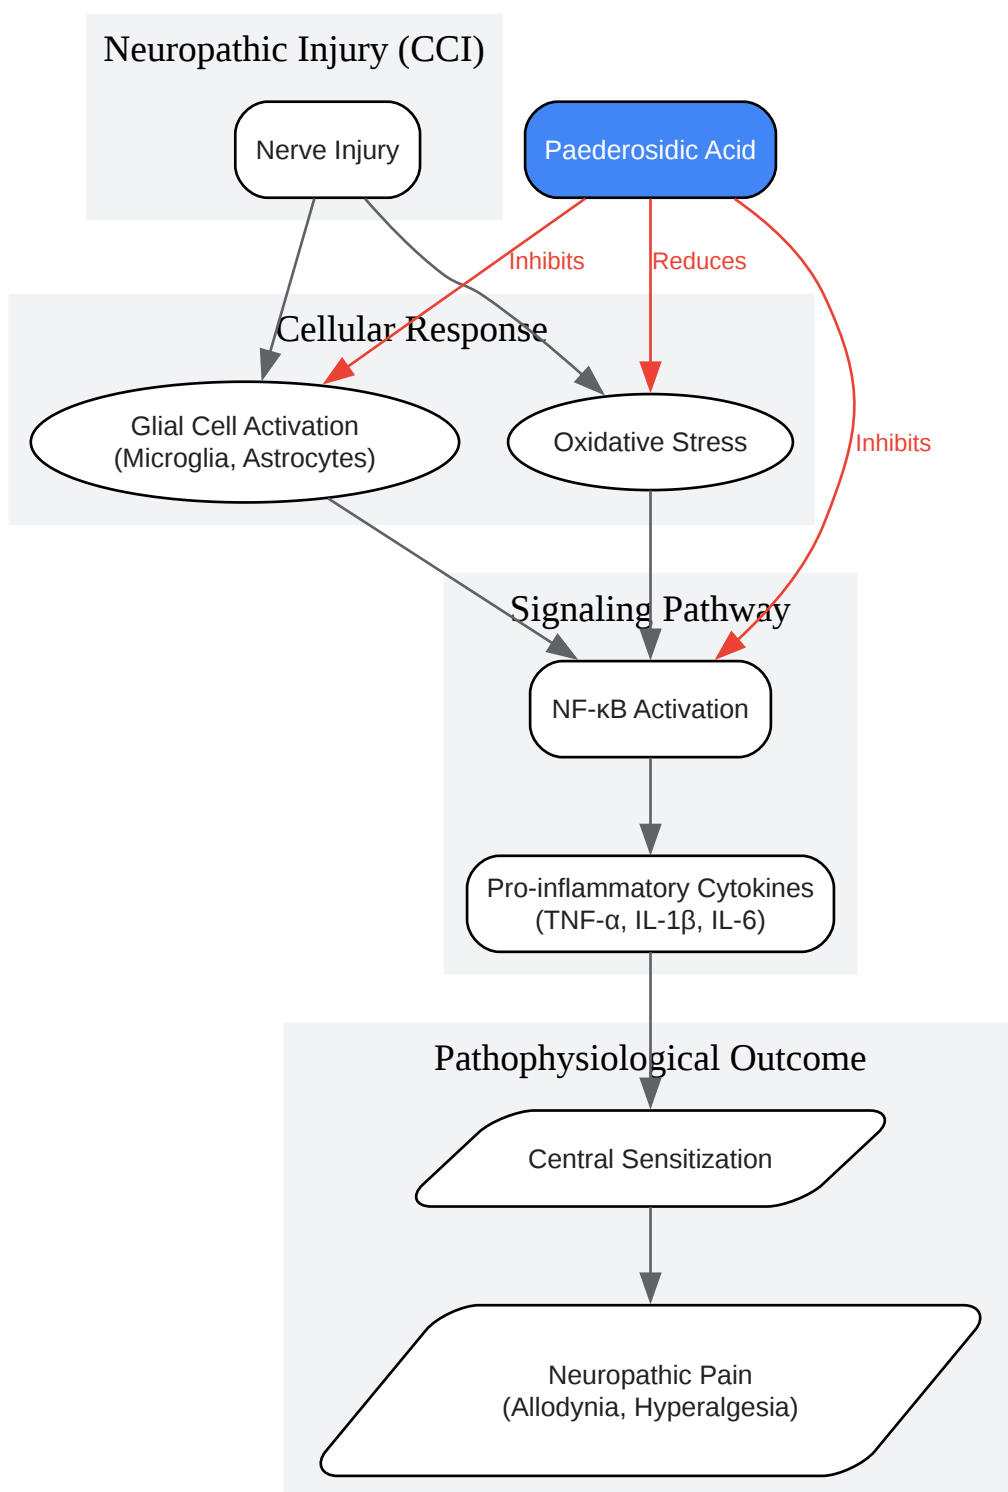 Neuropathic Injury (CCI)
Nerve Injury
Paederosidic Acid
Inhibits
Reduces
Cellular Response
Glial Cell Activation
(Microglia, Astrocytes)
Oxidative Stress
Inhibits
Signaling Pathway
NF-κB Activation
Pro-inflammatory Cytokines
(TNF-α, IL-1β, IL-6)
Pathophysiological Outcome
Central Sensitization
Neuropathic Pain
(Allodynia, Hyperalgesia)